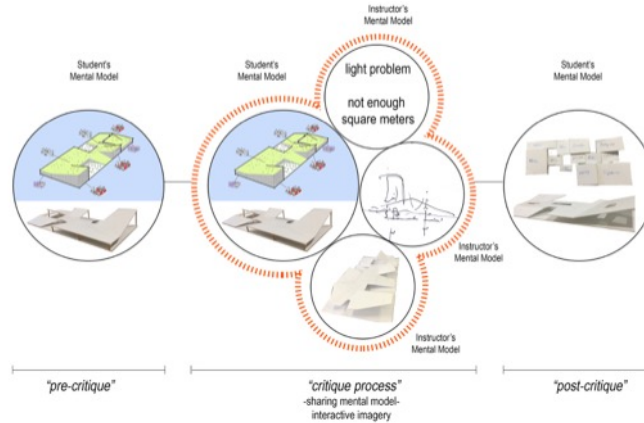 Instructor's
Mental Model
Student's
Mental Model
Student's
Mental Model
Student's
Mental Model
light problem
not enough
square meters
Instructor's
Mental Model
Instructor's
Mental Model
"pre-critique"
"critique process"
-sharing mental model-
interactive imagery
"post-critique"